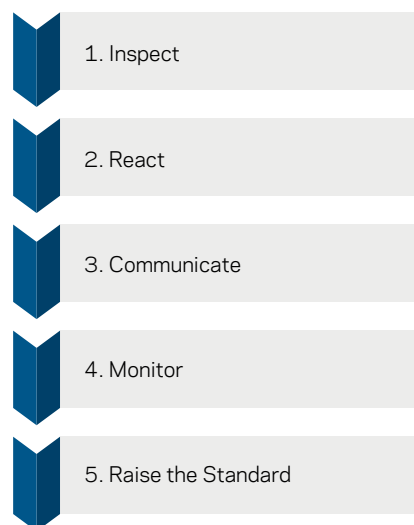 1. Inspect
2. React
3. Communicate
4. Monitor
5. Raise the Standard